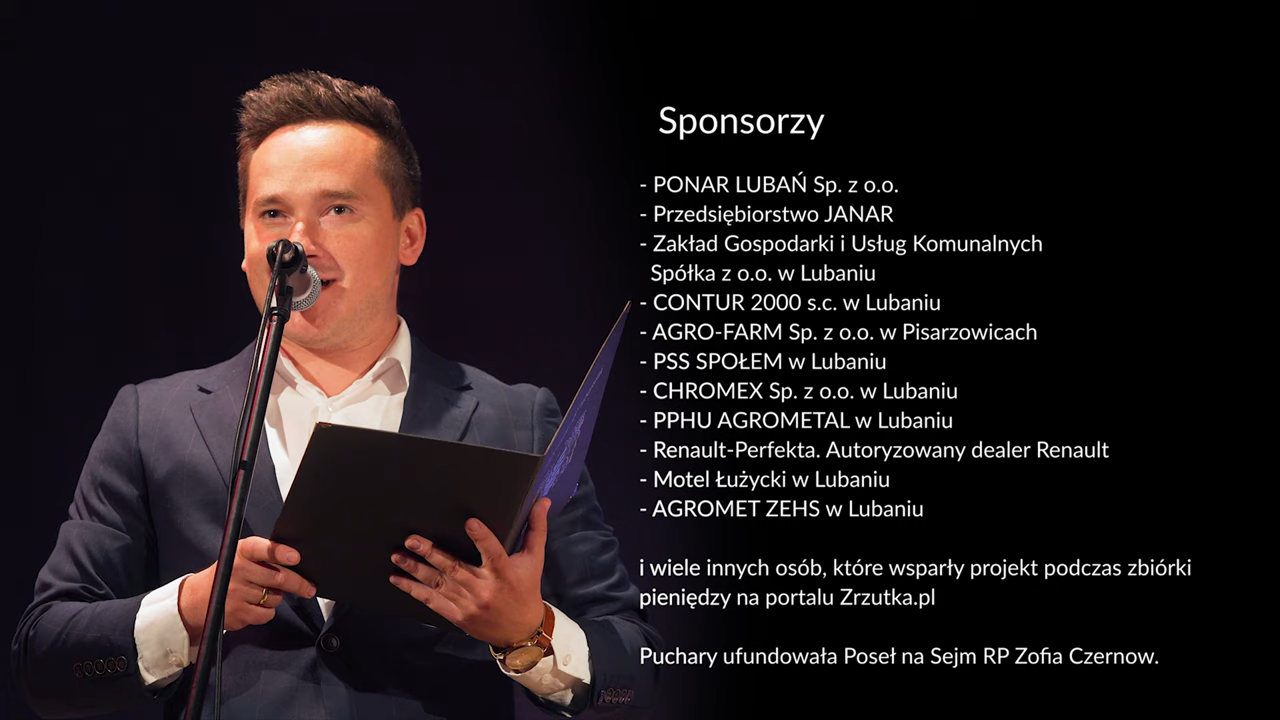 Sponsorzy
- PONAR LUBAŃ Sp. z o.o.
- Przedsiębiorstwo JANAR
- Zakład Gospodarki i Usług Komunalnych
Spółka z o.o. w Lubaniu
- CONTUR 2000 s.c. w Lubaniu
- AGRO-FARM Sp. z o.o. w Pisarzowicach
- PSS SPOŁEM w Lubaniu
- CHROMEX Sp. z o.o. w Lubaniu
- PPHU AGROMETAL w Lubaniu
- Renault-Perfekta. Autoryzowany dealer Renault
- Motel Łużycki w Lubaniu
- AGROMET ZEHS w Lubaniu
i wiele innych osób, które wsparły projekt podczas zbiórki
pieniędzy na portalu Zrzutka.pl
Puchary ufundowała Poseł na Sejm RP Zofia Czernow.